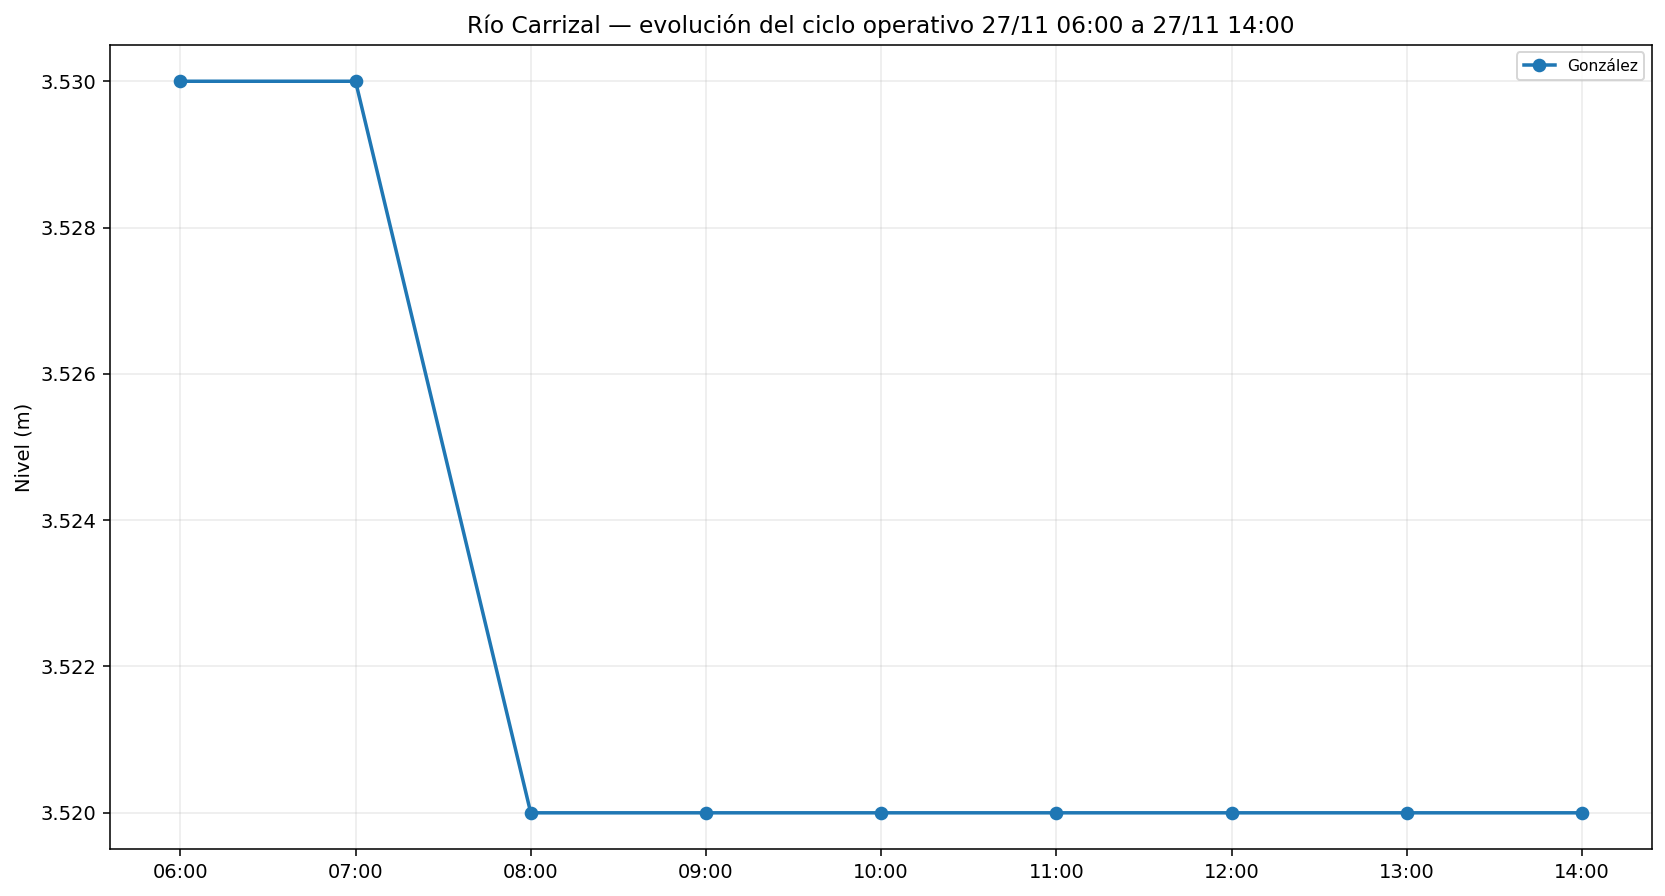 Río Carrizal — evolución del ciclo operativo 27/11 06:00 a 27/11 14:00
González
Nivel (m)
3.530
3.528
3.526
3.524
3.522
3.520
06:00 07:00 08:00 09:00 10:00 11:00 12:00 13:00 14:00